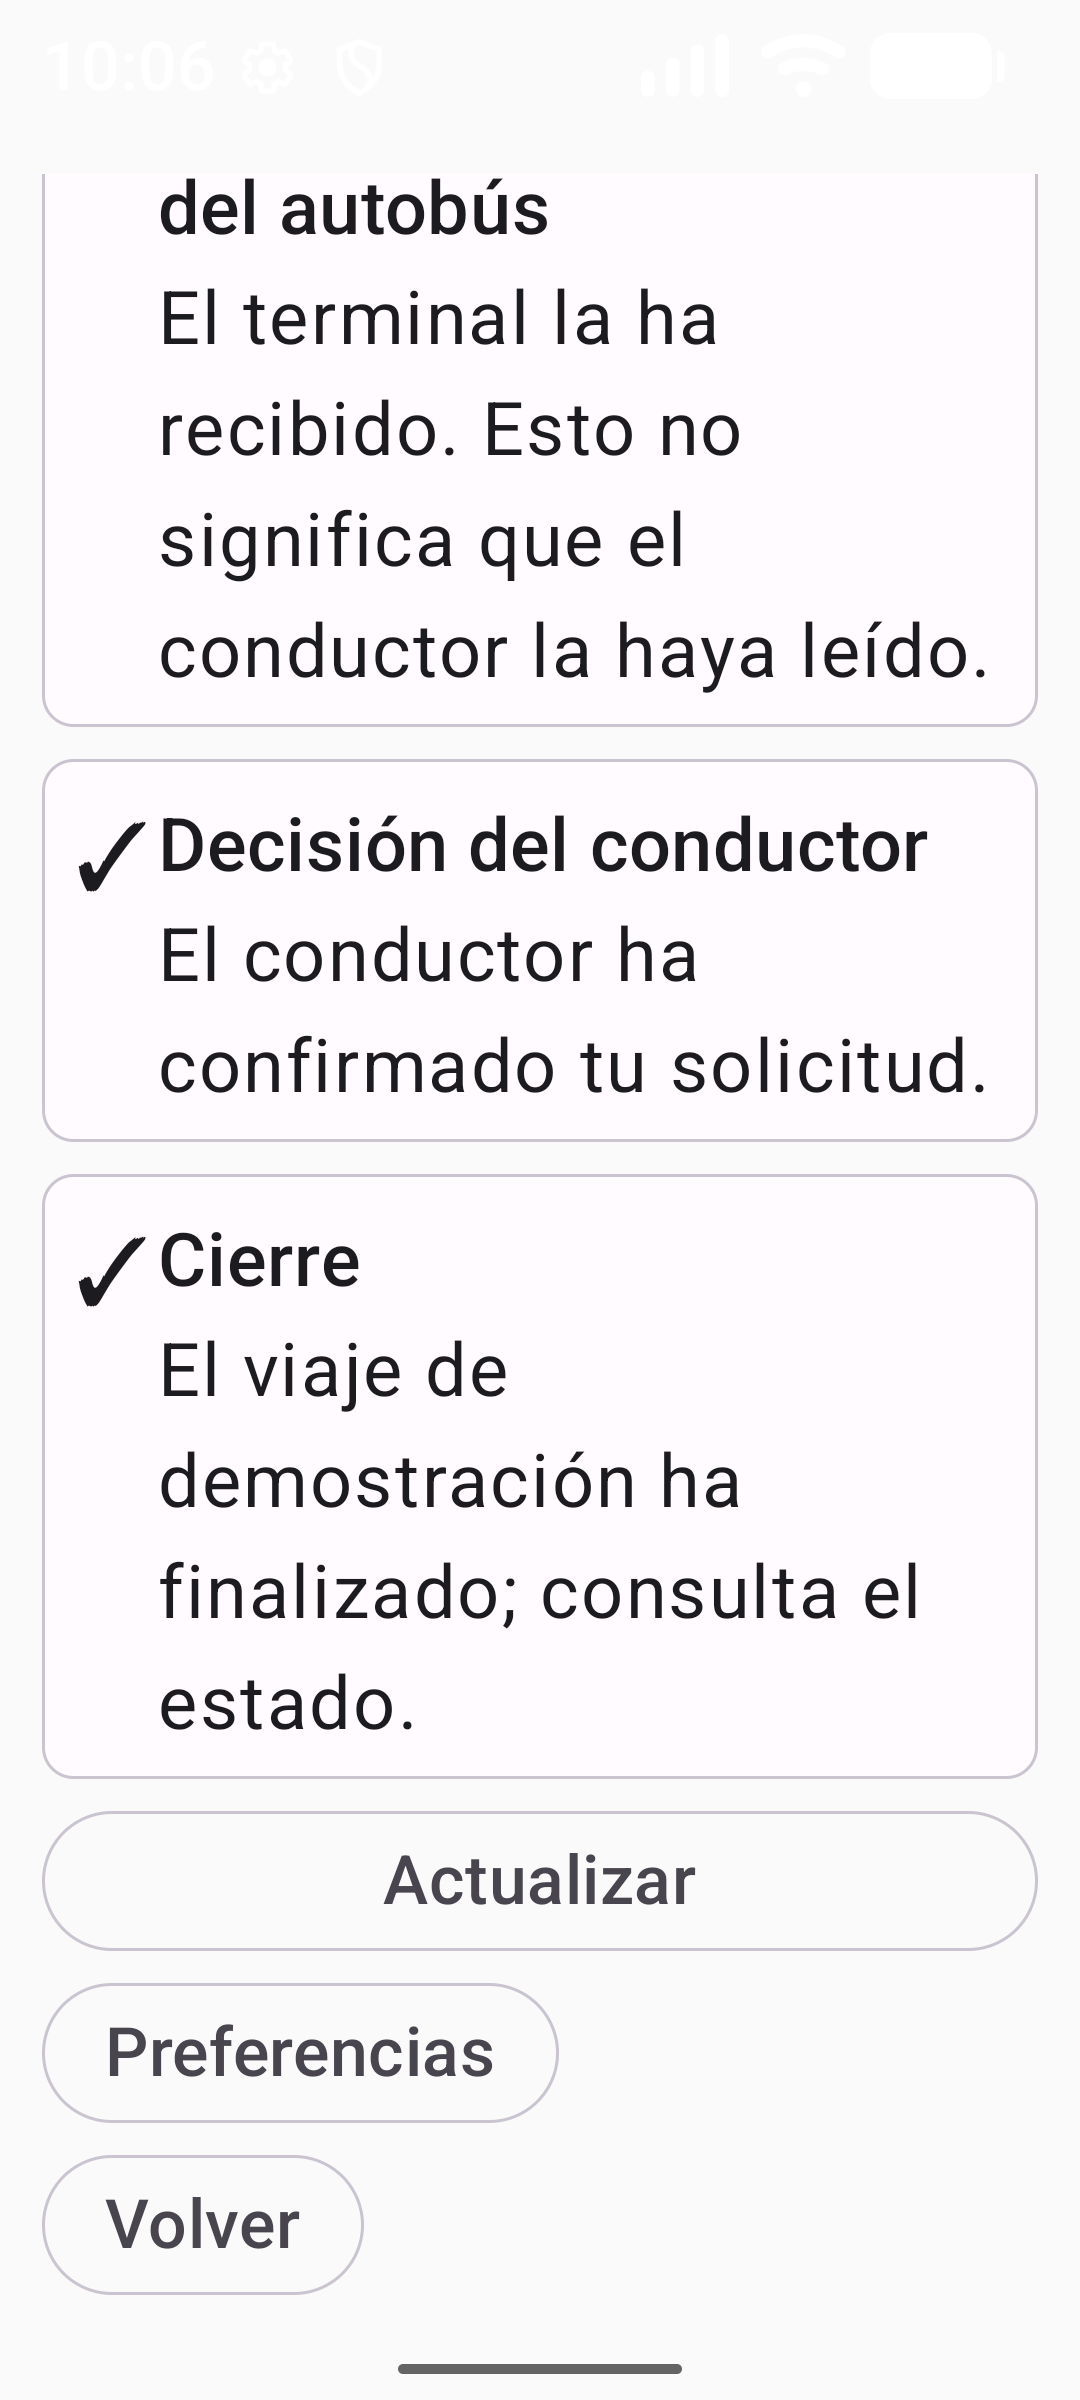 10:06
del autobús
El terminal la ha
recibido. Esto no
significa que el
conductor la haya leído.
✓ Decisión del conductor
El conductor ha
confirmado tu solicitud.
✓ Cierre
El viaje de
demostración ha
finalizado; consulta el
estado.
Actualizar
Preferencias
Volver